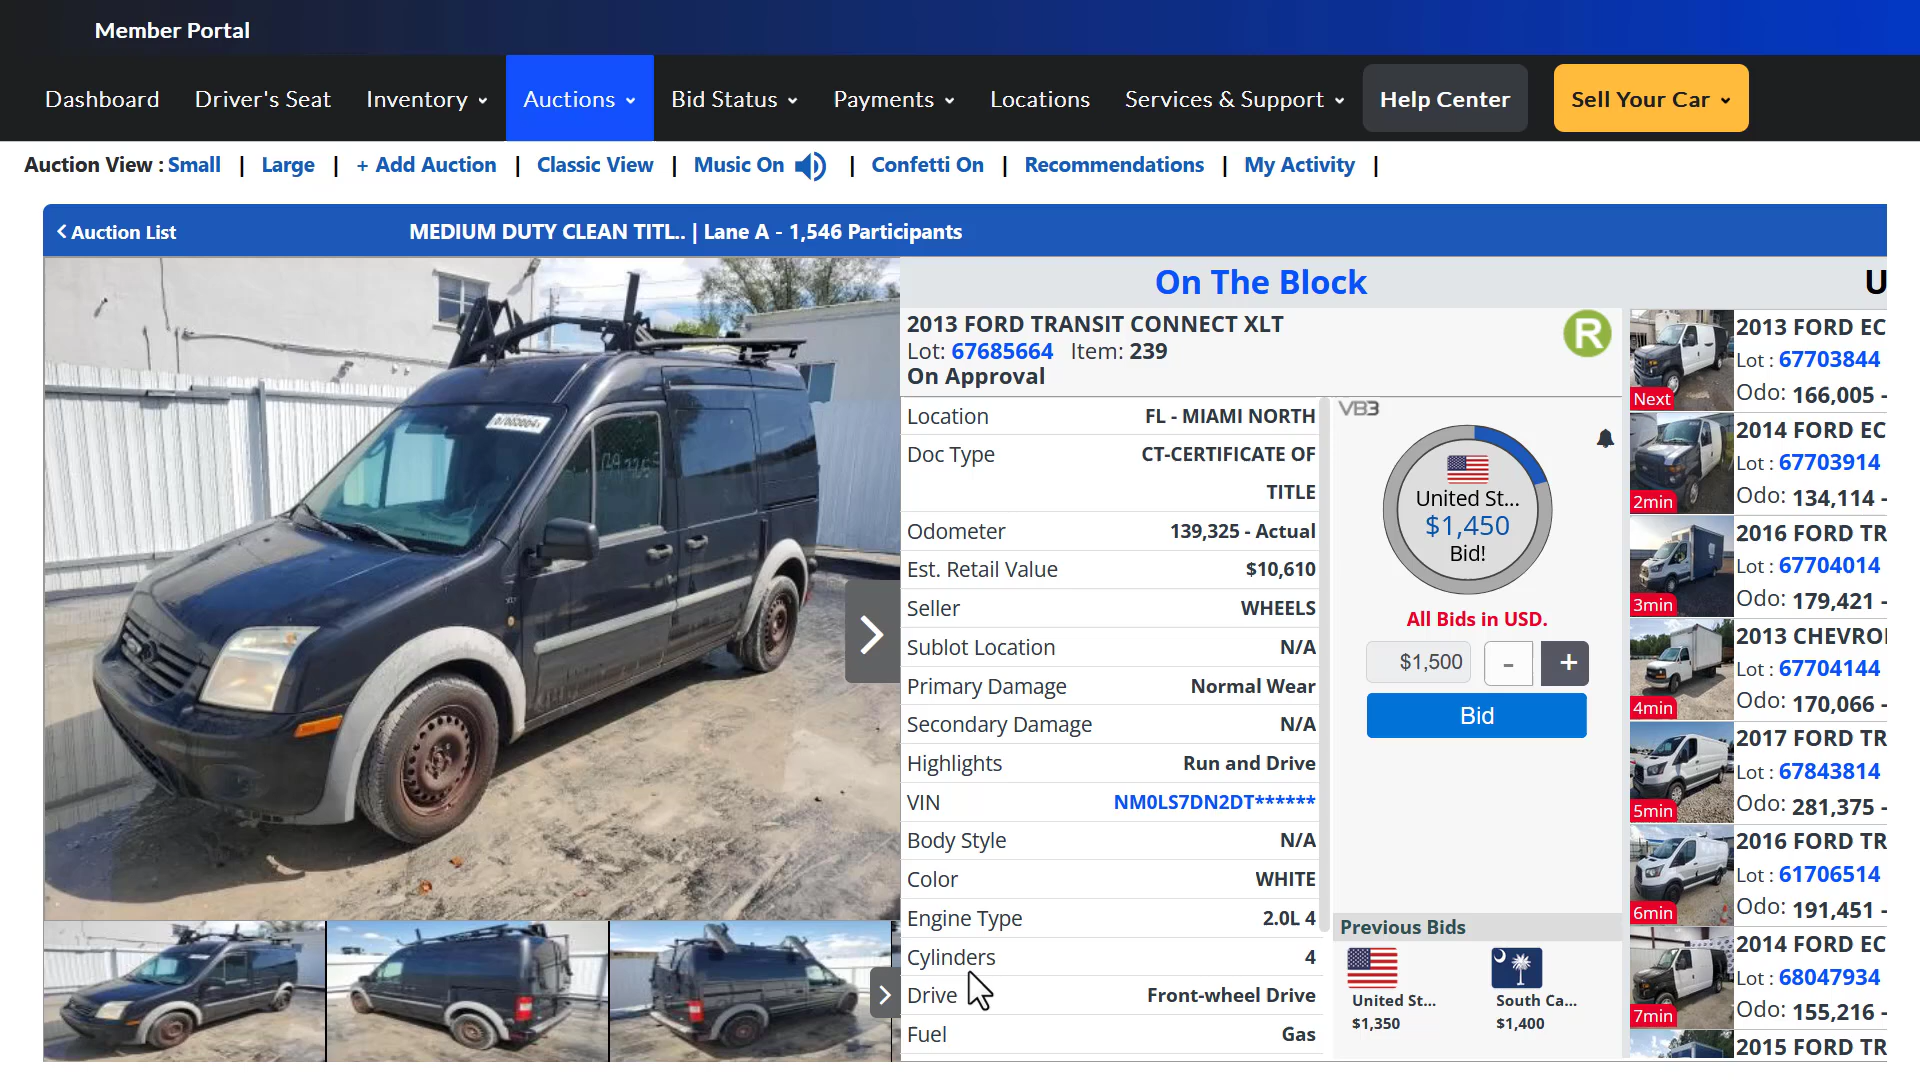 Member Portal
Dashboard Driver's Seat Inventory Auctions Bid Status Payments Locations Services & Support Help Center Sell Your Car
Auction View : Small | Large | + Add Auction | Classic View | Music On | Confetti On | Recommendations | My Activity |
Auction List MEDIUM DUTY CLEAN TITL.. | Lane A - 1,546 Participants
On The Block
U
2013 FORD TRANSIT CONNECT XLT
Lot: 67685664 Item: 239
On Approval
R
Location FL - MIAMI NORTH
Doc Type CT-CERTIFICATE OF
TITLE
Odometer 139,325 - Actual
Est. Retail Value $10,610
Seller WHEELS
Sublot Location N/A
Primary Damage Normal Wear
Secondary Damage N/A
Highlights Run and Drive
VIN NM0LS7DN2DT******
Body Style N/A
Color WHITE
Engine Type 2.0L 4
Cylinders 4
Drive Front-wheel Drive
Fuel Gas
VB3
United St...
$1,450
Bid!
All Bids in USD.
$1,500 - +
Bid
Previous Bids
United St...
$1,350
South Ca...
$1,400
2013 FORD EC
Lot : 67703844
Odo: 166,005 -
Next
2014 FORD EC
Lot : 67703914
Odo: 134,114 -
2min
2016 FORD TR
Lot : 67704014
Odo: 179,421 -
3min
2013 CHEVROL
Lot : 67704144
Odo: 170,066 -
4min
2017 FORD TR
Lot : 67843814
Odo: 281,375 -
5min
2016 FORD TR
Lot : 61706514
Odo: 191,451 -
6min
2014 FORD EC
Lot : 68047934
Odo: 155,216 -
7min
2015 FORD TR